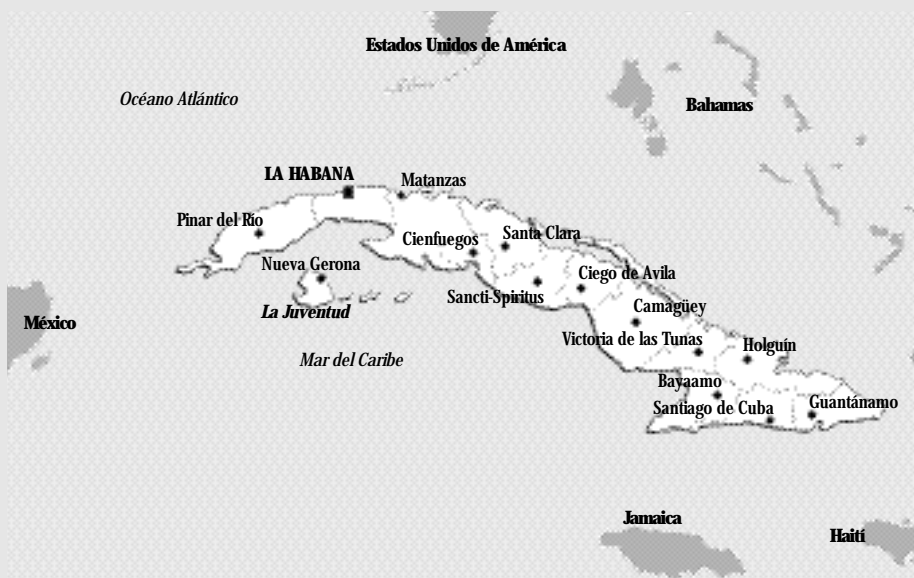 Estados Unidos de América
Océano Atlántico
Bahamas
LA HABANA
Matanzas
Pinar del Río
Cienfuegos
Santa Clara
Nueva Gerona
Ciego de Avila
Sancti-Spiritus
La Juventud
Camagüey
México
Victoria de las Tunas
Holguín
Mar del Caribe
Bayaamo
Santiago de Cuba
Guantánamo
Jamaica
Haití